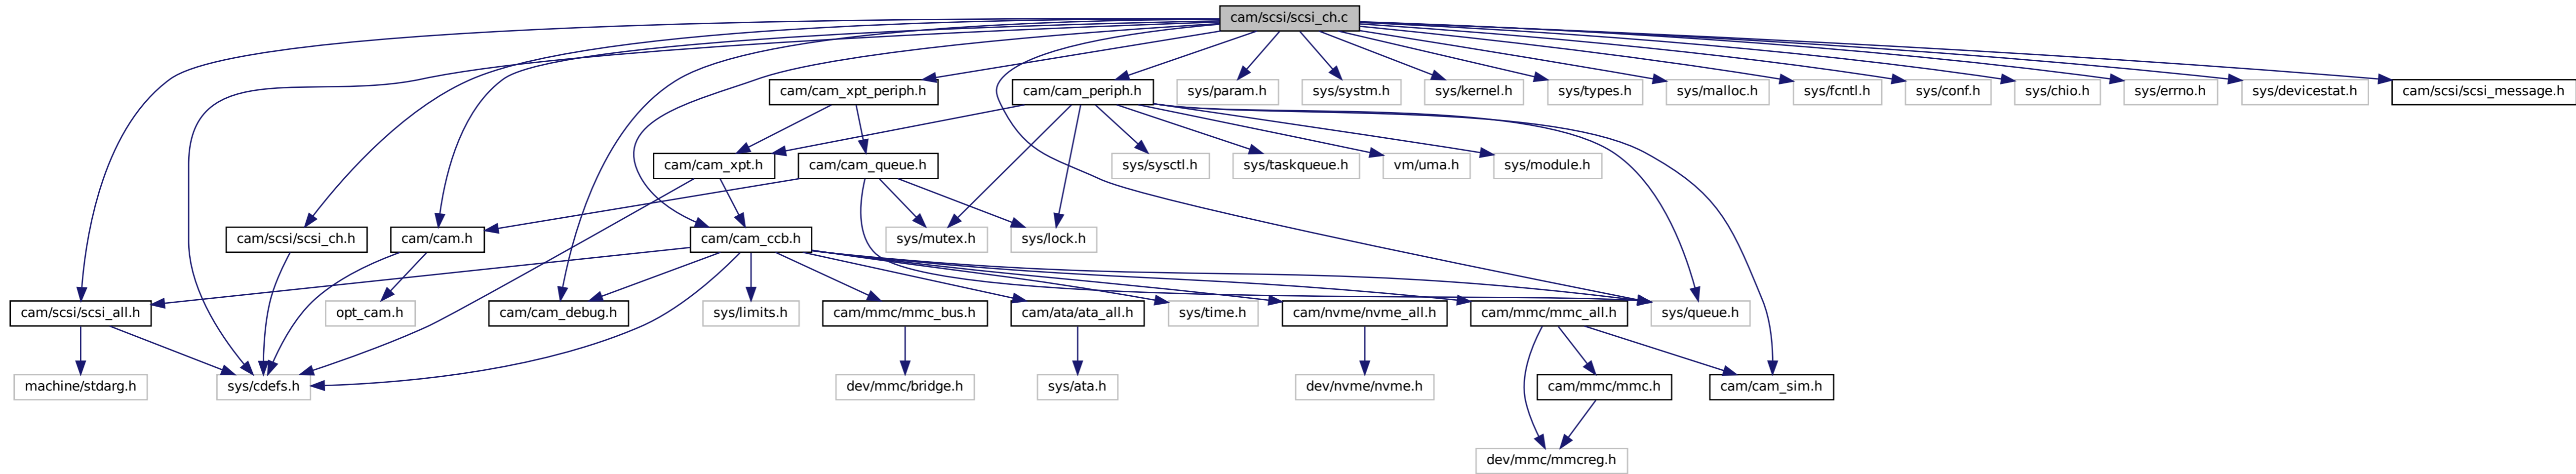 cam/scsi/scsi_ch.c
cam/cam_xpt_periph.h
cam/cam_periph.h
sys/param.h
sys/systm.h
sys/kernel.h
sys/types.h
sys/malloc.h
sys/fcntl.h
sys/conf.h
sys/chio.h
sys/errno.h
sys/devicestat.h
cam/scsi/scsi_message.h
cam/cam_xpt.h
cam/cam_queue.h
sys/sysctl.h
sys/taskqueue.h
vm/uma.h
sys/module.h
cam/scsi/scsi_ch.h
cam/cam.h
cam/cam_ccb.h
sys/mutex.h
sys/lock.h
cam/scsi/scsi_all.h
opt_cam.h
cam/cam_debug.h
sys/limits.h
cam/mmc/mmc_bus.h
cam/ata/ata_all.h
sys/time.h
cam/nvme/nvme_all.h
cam/mmc/mmc_all.h
sys/queue.h
machine/stdarg.h
sys/cdefs.h
dev/mmc/bridge.h
sys/ata.h
dev/nvme/nvme.h
cam/mmc/mmc.h
cam/cam_sim.h
dev/mmc/mmcreg.h